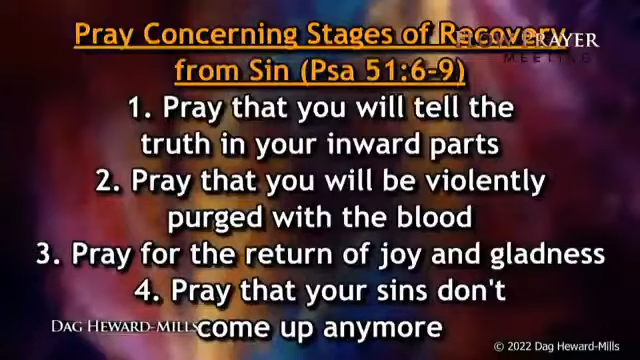 Pray Concerning Stages of Recovery
FLOW PRAYER
MEETING
from Sin (Psa 51:6-9)
1. Pray that you will tell the
truth in your inward parts
2. Pray that you will be violently
purged with the blood
3. Pray for the return of joy and gladness
4. Pray that your sins don't
come up anymore
DAG HEWARD-MILLS
© 2022 Dag Heward-Mills